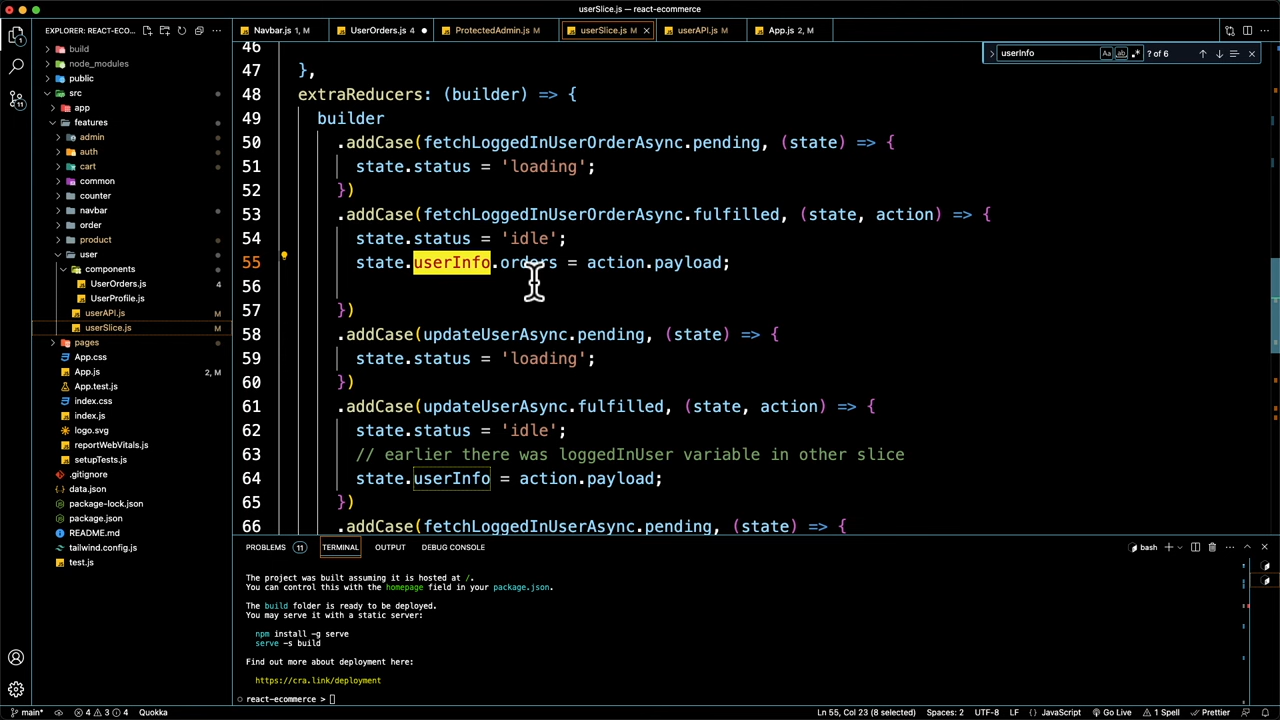 userSlice.js — react-ecommerce
EXPLORER: REACT-ECO...
Navbar.js 1, M
UserOrders.js 4
ProtectedAdmin.js M
userSlice.js M
userAPI.js M
App.js 2, M
build
node_modules
public
src
app
features
admin
auth
cart
common
counter
navbar
order
product
user
components
UserOrders.js 4
UserProfile.js
userAPI.js M
userSlice.js M
pages
App.css
App.js 2, M
App.test.js
index.css
index.js
logo.svg
reportWebVitals.js
setupTests.js
.gitignore
data.json
package-lock.json
package.json
README.md
tailwind.config.js
test.js
userInfo Aa ab .* ? of 6
46
47 },
48 extraReducers: (builder) => {
49 builder
50 .addCase(fetchLoggedInUserOrderAsync.pending, (state) => {
51 state.status = 'loading';
52 })
53 .addCase(fetchLoggedInUserOrderAsync.fulfilled, (state, action) => {
54 state.status = 'idle';
55 state.userInfo.orders = action.payload;
56
57 })
58 .addCase(updateUserAsync.pending, (state) => {
59 state.status = 'loading';
60 })
61 .addCase(updateUserAsync.fulfilled, (state, action) => {
62 state.status = 'idle';
63 // earlier there was loggedInUser variable in other slice
64 state.userInfo = action.payload;
65 })
66 .addCase(fetchLoggedInUserAsync.pending, (state) => {
PROBLEMS 11 TERMINAL OUTPUT DEBUG CONSOLE
bash
The project was built assuming it is hosted at /.
You can control this with the homepage field in your package.json.
The build folder is ready to be deployed.
You may serve it with a static server:
npm install -g serve
serve -s build
Find out more about deployment here:
https://cra.link/deployment
react-ecommerce >
main* 4 3 4 Quokka
Ln 55, Col 23 (8 selected) Spaces: 2 UTF-8 LF {} JavaScript Go Live 1 Spell Prettier